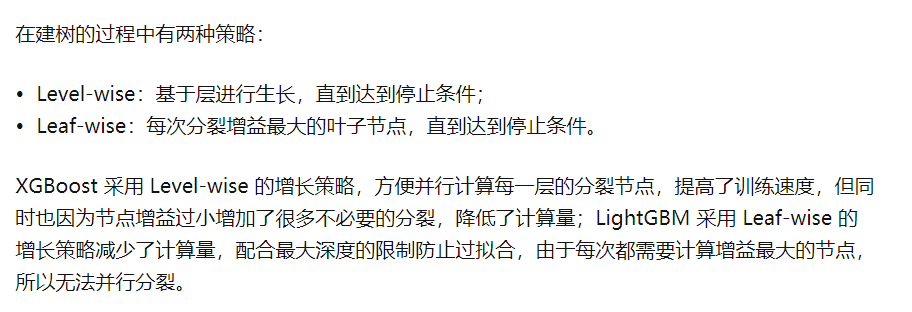 在建树的过程中有两种策略：
• Level-wise：基于层进行生长，直到达到停止条件；
• Leaf-wise：每次分裂增益最大的叶子节点，直到达到停止条件。
XGBoost 采用 Level-wise 的增长策略，方便并行计算每一层的分裂节点，提高了训练速度，但同
时也因为节点增益过小增加了很多不必要的分裂，降低了计算量；LightGBM 采用 Leaf-wise 的
增长策略减少了计算量，配合最大深度的限制防止过拟合，由于每次都需要计算增益最大的节点，
所以无法并行分裂。